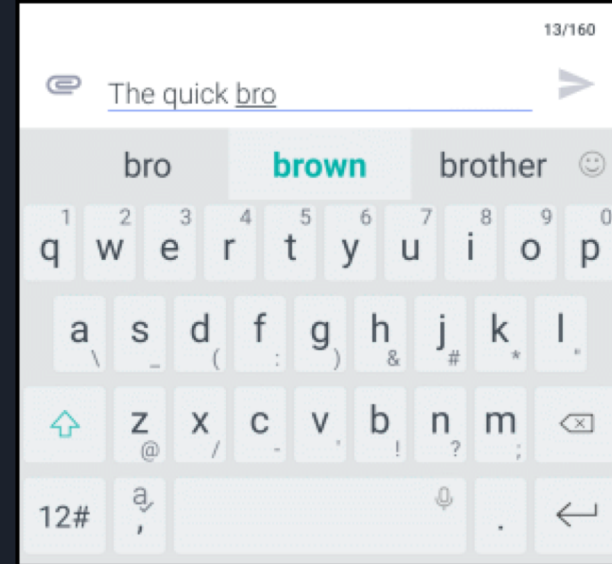 13/160
The quick bro
bro brown brother
1 2 3 4 5 6 7 8 9 0
q w e r t y u i o p
a s d f g h j k l
\ _ ( : ) & # * "
z x c v b n m
@ / - ' ! ? ;
12# a , .